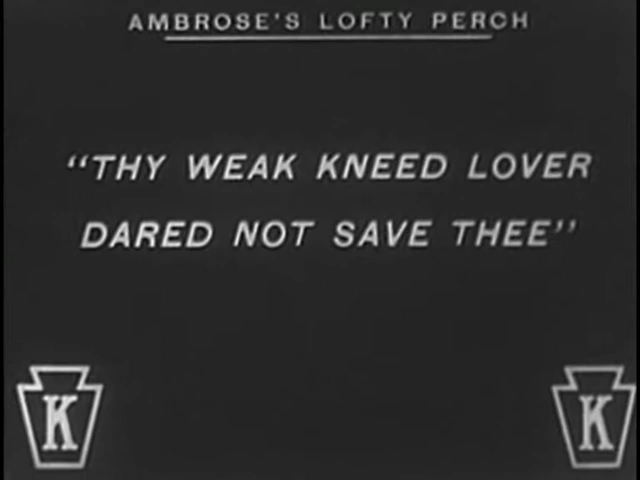 AMBROSE'S LOFTY PERCH
"THY WEAK KNEED LOVER
DARED NOT SAVE THEE"
K K